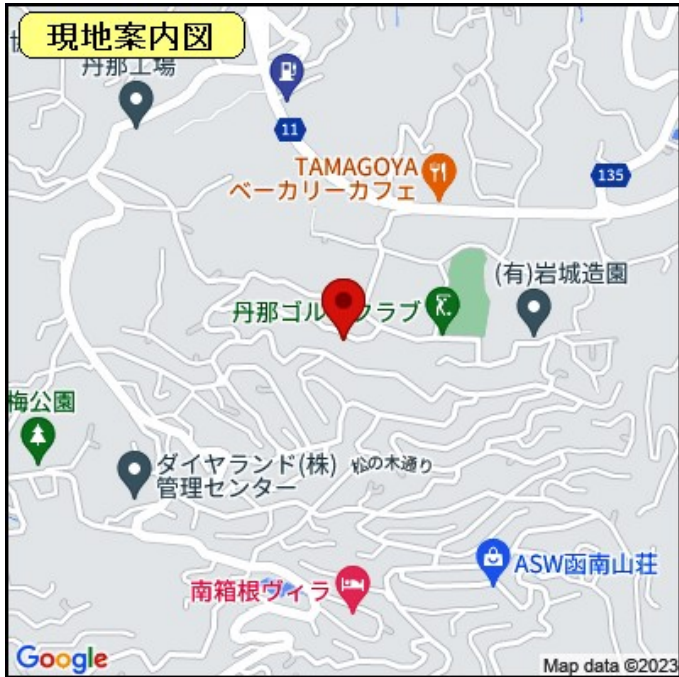 現地案内図
丹那工場
11
TAMAGOYA
ベーカリーカフェ
135
(有)岩城造園
丹那ゴルフクラブ
梅公園
ダイヤランド(株)
管理センター
松の木通り
ASW函南山荘
南箱根ヴィラ
Google
Map data ©2023